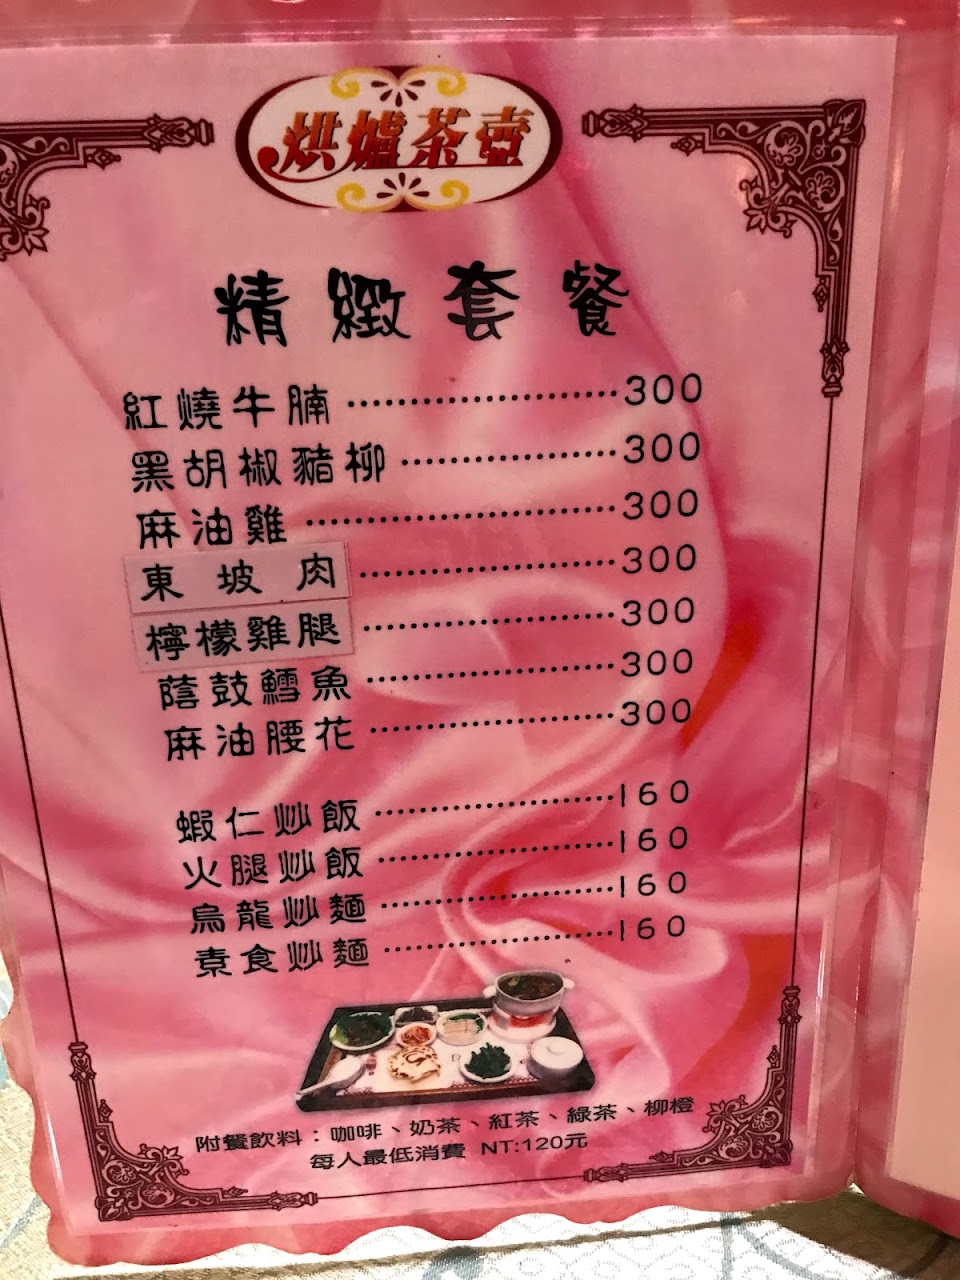 烘爐茶壺
精緻套餐
紅燒牛腩⋯⋯⋯⋯300
黑胡椒豬柳⋯⋯⋯⋯300
麻油雞⋯⋯⋯⋯300
東坡肉⋯⋯⋯⋯300
檸檬雞腿⋯⋯⋯⋯300
蔭鼓鱈魚⋯⋯⋯⋯300
麻油腰花⋯⋯⋯⋯300
蝦仁炒飯⋯⋯⋯⋯160
火腿炒飯⋯⋯⋯⋯160
烏龍炒麵⋯⋯⋯⋯160
素食炒麵⋯⋯⋯⋯160
附餐飲料：咖啡、奶茶、紅茶、綠茶、柳橙
每人最低消費 NT:120元